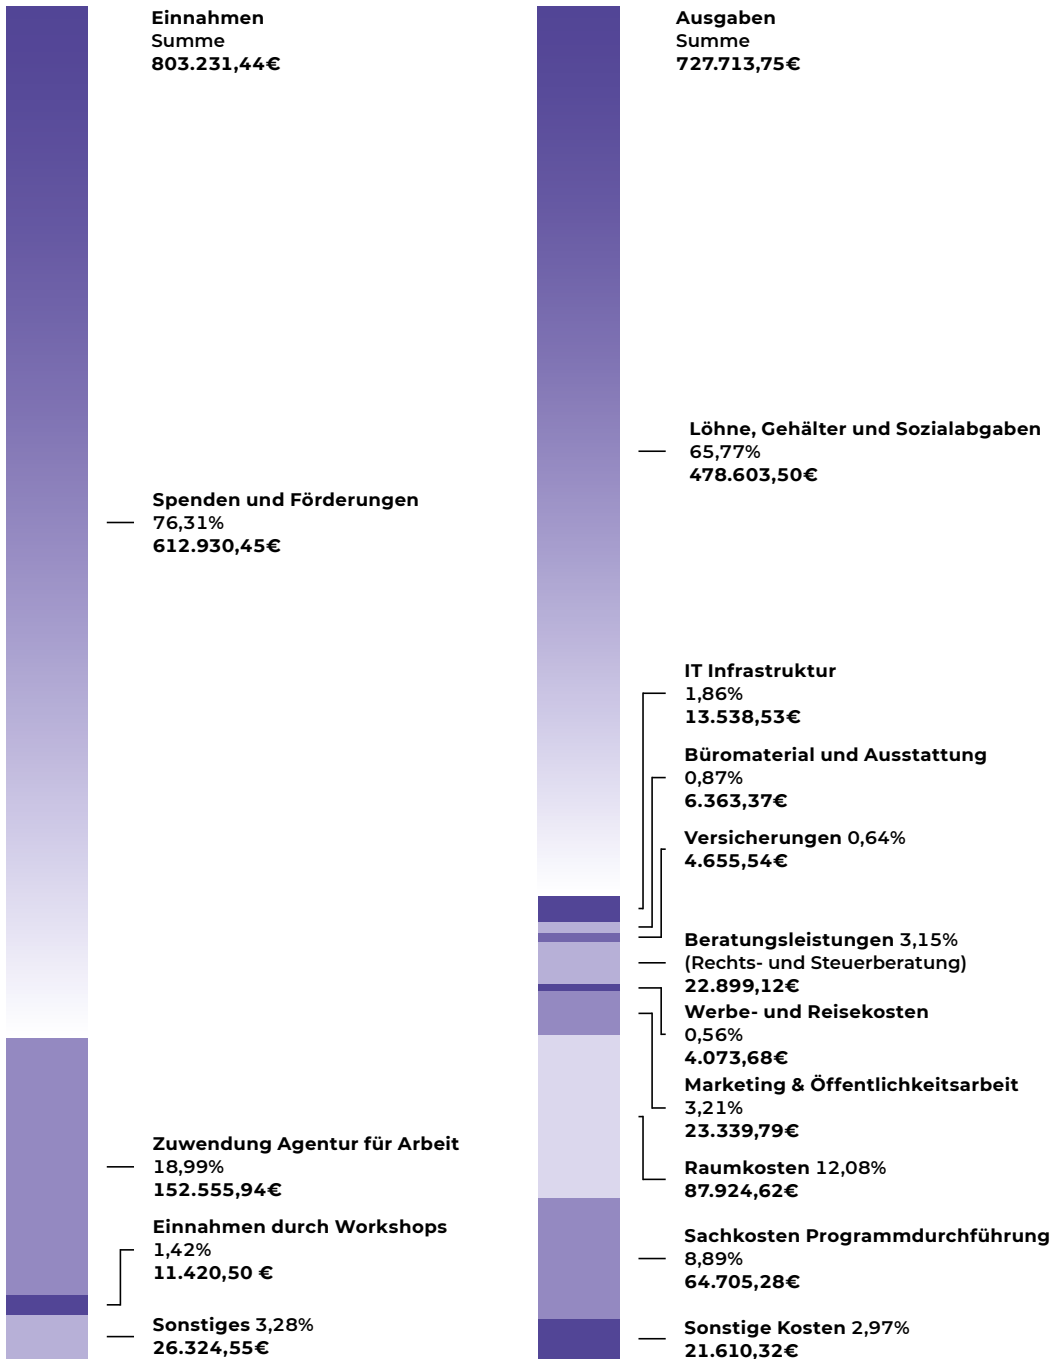 Einnahmen
Summe
803.231,44€
Spenden und Förderungen
76,31%
612.930,45€
Zuwendung Agentur für Arbeit
18,99%
152.555,94€
Einnahmen durch Workshops
1,42%
11.420,50 €
Sonstiges 3,28%
26.324,55€
Ausgaben
Summe
727.713,75€
Löhne, Gehälter und Sozialabgaben
65,77%
478.603,50€
IT Infrastruktur
1,86%
13.538,53€
Büromaterial und Ausstattung
0,87%
6.363,37€
Versicherungen 0,64%
4.655,54€
Beratungsleistungen 3,15%
(Rechts- und Steuerberatung)
22.899,12€
Werbe- und Reisekosten
0,56%
4.073,68€
Marketing & Öffentlichkeitsarbeit
3,21%
23.339,79€
Raumkosten 12,08%
87.924,62€
Sachkosten Programmdurchführung
8,89%
64.705,28€
Sonstige Kosten 2,97%
21.610,32€